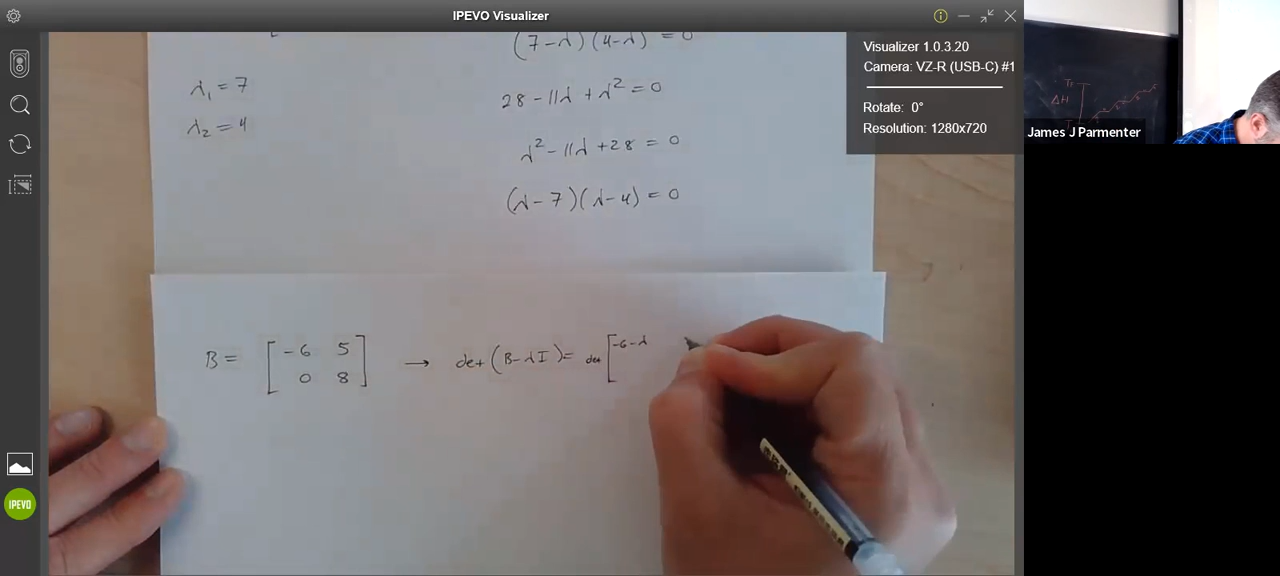 IPEVO Visualizer
Visualizer 1.0.3.20
Camera: VZ-R (USB-C) #1
Rotate: 0°
Resolution: 1280x720
James J Parmenter
ΔH
(7-λ)(4-λ) = 0
λ₁ = 7
28 - 11λ + λ² = 0
λ₂ = 4
λ² - 11λ + 28 = 0
(λ - 7)(λ - 4) = 0
B = [ -6 5 → det (B - λI) = det [ -6-λ
0 8 ]
IPEVO